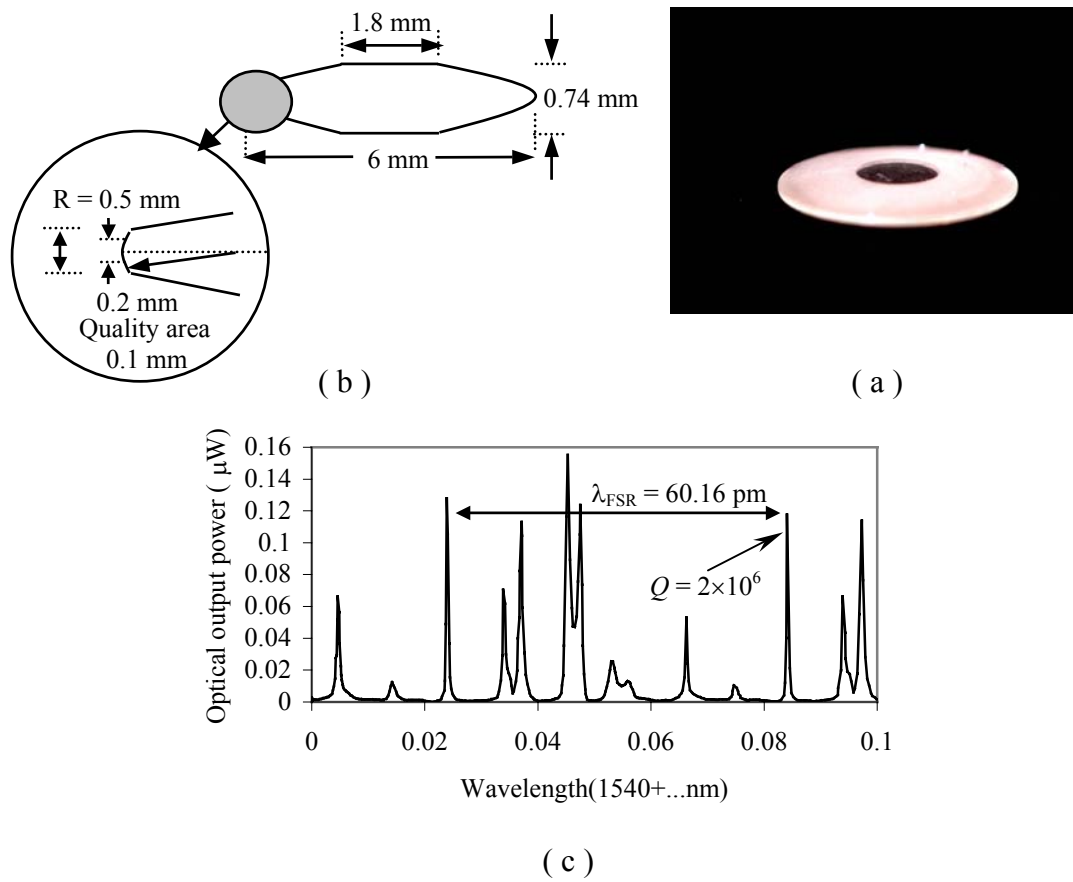 1.8 mm
0.74 mm
6 mm
R = 0.5 mm
0.2 mm
Quality area
0.1 mm
( b )
( a )
Optical output power ( μW)
0.16
0.14
0.12
0.1
0.08
0.06
0.04
0.02
0
λFSR = 60.16 pm
Q = 2×10⁶
0 0.02 0.04 0.06 0.08 0.1
Wavelength(1540+...nm)
( c )